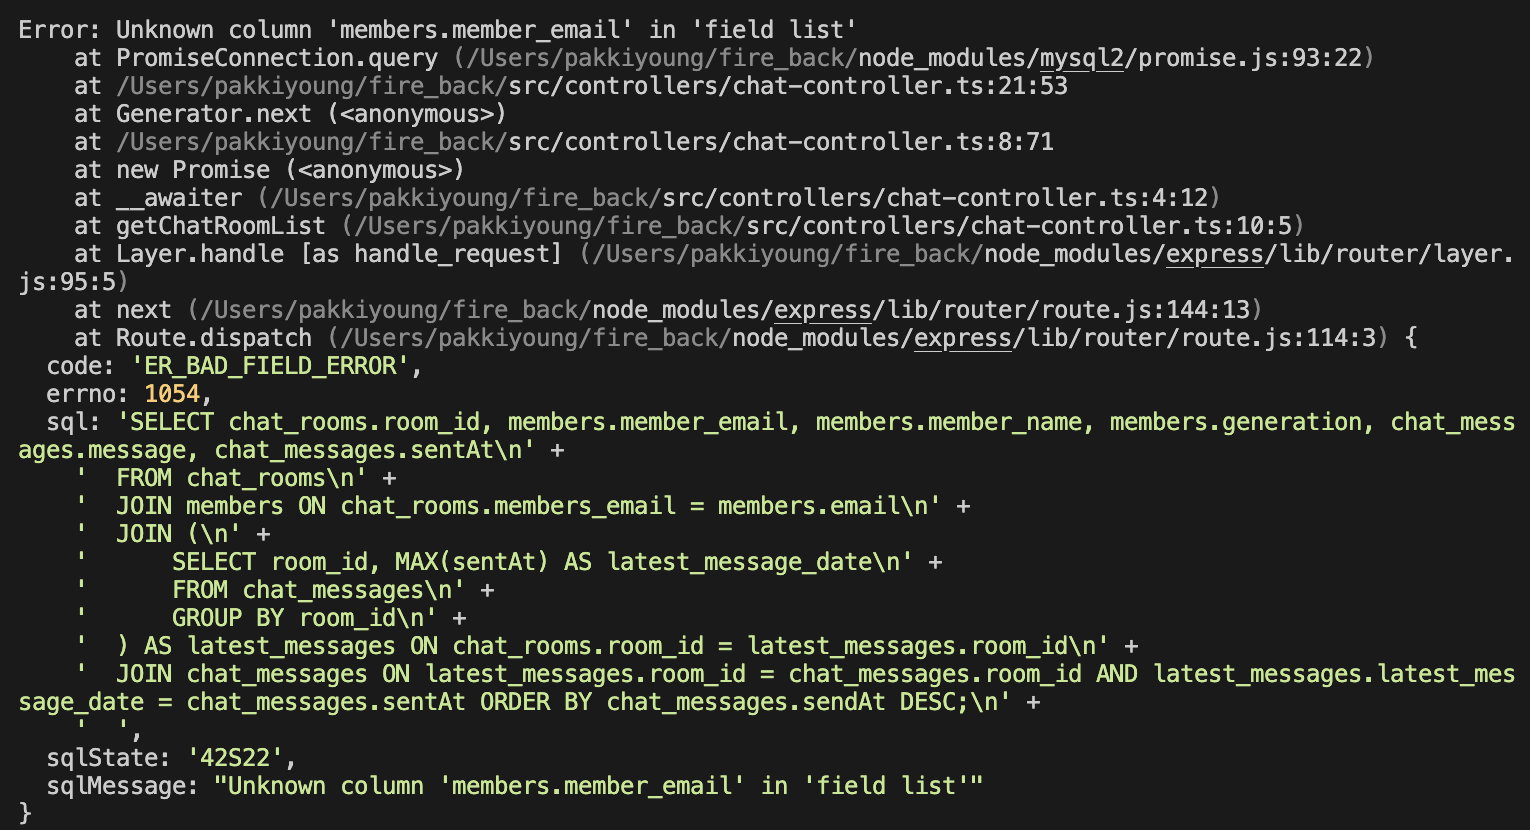 Error: Unknown column 'members.member_email' in 'field list'
    at PromiseConnection.query (/Users/pakkiyoung/fire_back/node_modules/mysql2/promise.js:93:22)
    at /Users/pakkiyoung/fire_back/src/controllers/chat-controller.ts:21:53
    at Generator.next (<anonymous>)
    at /Users/pakkiyoung/fire_back/src/controllers/chat-controller.ts:8:71
    at new Promise (<anonymous>)
    at __awaiter (/Users/pakkiyoung/fire_back/src/controllers/chat-controller.ts:4:12)
    at getChatRoomList (/Users/pakkiyoung/fire_back/src/controllers/chat-controller.ts:10:5)
    at Layer.handle [as handle_request] (/Users/pakkiyoung/fire_back/node_modules/express/lib/router/layer.
js:95:5)
    at next (/Users/pakkiyoung/fire_back/node_modules/express/lib/router/route.js:144:13)
    at Route.dispatch (/Users/pakkiyoung/fire_back/node_modules/express/lib/router/route.js:114:3) {
  code: 'ER_BAD_FIELD_ERROR',
  errno: 1054,
  sql: 'SELECT chat_rooms.room_id, members.member_email, members.member_name, members.generation, chat_mess
ages.message, chat_messages.sentAt\n' +
    '  FROM chat_rooms\n' +
    '  JOIN members ON chat_rooms.members_email = members.email\n' +
    '  JOIN (\n' +
    '      SELECT room_id, MAX(sentAt) AS latest_message_date\n' +
    '      FROM chat_messages\n' +
    '      GROUP BY room_id\n' +
    '  ) AS latest_messages ON chat_rooms.room_id = latest_messages.room_id\n' +
    '  JOIN chat_messages ON latest_messages.room_id = chat_messages.room_id AND latest_messages.latest_mes
sage_date = chat_messages.sentAt ORDER BY chat_messages.sendAt DESC;\n' +
    '  ',
  sqlState: '42S22',
  sqlMessage: "Unknown column 'members.member_email' in 'field list'"
}